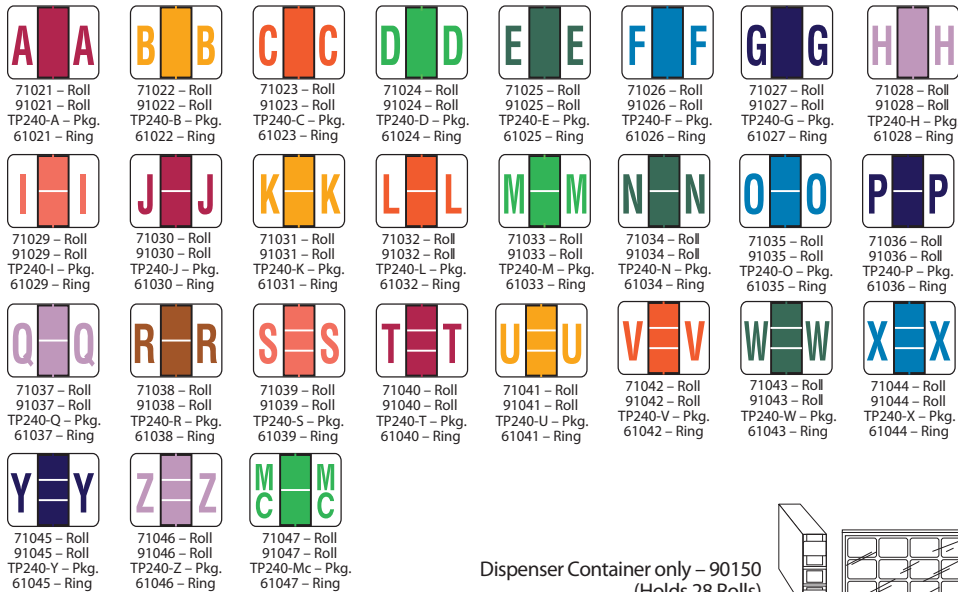 A A
71021 – Roll
91021 – Roll
TP240-A – Pkg.
61021 – Ring
B B
71022 – Roll
91022 – Roll
TP240-B – Pkg.
61022 – Ring
C C
71023 – Roll
91023 – Roll
TP240-C – Pkg.
61023 – Ring
D D
71024 – Roll
91024 – Roll
TP240-D – Pkg.
61024 – Ring
E E
71025 – Roll
91025 – Roll
TP240-E – Pkg.
61025 – Ring
F F
71026 – Roll
91026 – Roll
TP240-F – Pkg.
61026 – Ring
G G
71027 – Roll
91027 – Roll
TP240-G – Pkg.
61027 – Ring
H H
71028 – Roll
91028 – Roll
TP240-H – Pkg
61028 – Ring
I I
71029 – Roll
91029 – Roll
TP240-I – Pkg.
61029 – Ring
J J
71030 – Roll
91030 – Roll
TP240-J – Pkg.
61030 – Ring
K K
71031 – Roll
91031 – Roll
TP240-K – Pkg.
61031 – Ring
L L
71032 – Roll
91032 – Roll
TP240-L – Pkg.
61032 – Ring
M M
71033 – Roll
91033 – Roll
TP240-M – Pkg.
61033 – Ring
N N
71034 – Roll
91034 – Roll
TP240-N – Pkg.
61034 – Ring
O O
71035 – Roll
91035 – Roll
TP240-O – Pkg.
61035 – Ring
P P
71036 – Roll
91036 – Roll
TP240-P – Pkg.
61036 – Ring
Q Q
71037 – Roll
91037 – Roll
TP240-Q – Pkg.
61037 – Ring
R R
71038 – Roll
91038 – Roll
TP240-R – Pkg.
61038 – Ring
S S
71039 – Roll
91039 – Roll
TP240-S – Pkg.
61039 – Ring
T T
71040 – Roll
91040 – Roll
TP240-T – Pkg.
61040 – Ring
U U
71041 – Roll
91041 – Roll
TP240-U – Pkg.
61041 – Ring
V V
71042 – Roll
91042 – Roll
TP240-V – Pkg.
61042 – Ring
W W
71043 – Roll
91043 – Roll
TP240-W – Pkg.
61043 – Ring
X X
71044 – Roll
91044 – Roll
TP240-X – Pkg.
61044 – Ring
Y Y
71045 – Roll
91045 – Roll
TP240-Y – Pkg.
61045 – Ring
Z Z
71046 – Roll
91046 – Roll
TP240-Z – Pkg.
61046 – Ring
M M
C C
71047 – Roll
91047 – Roll
TP240-Mc – Pkg.
61047 – Ring
Dispenser Container only – 90150
(Holds 28 Rolls)